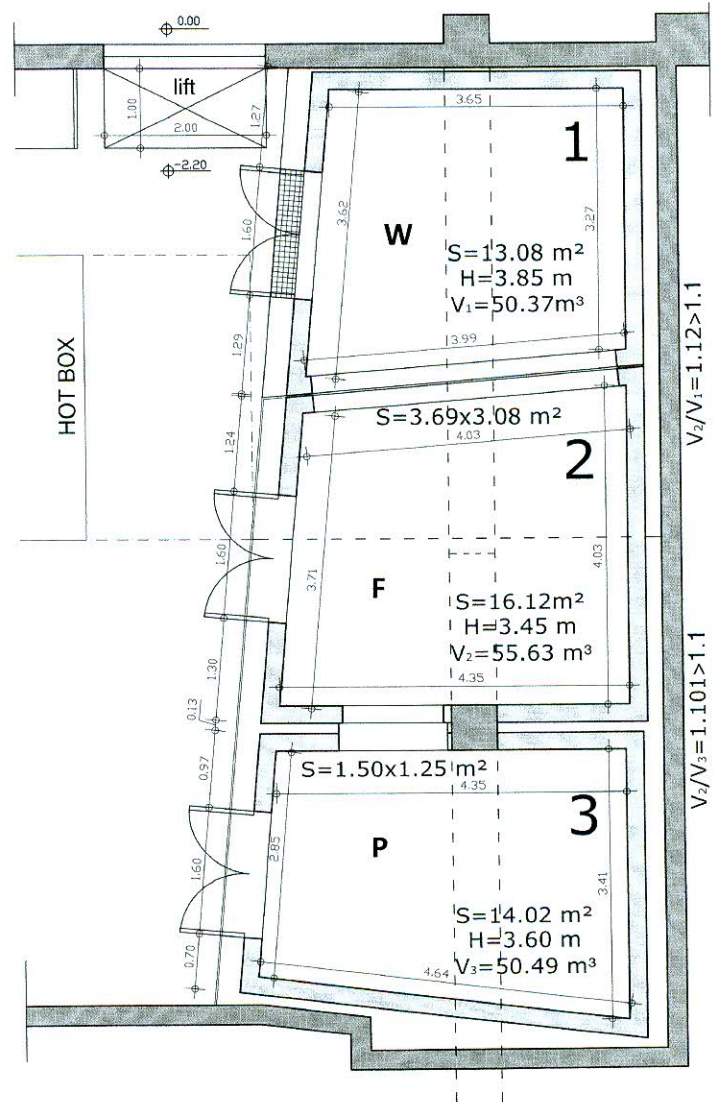 0.00
lift
1.00
2.00
1.27
-2.20
3.65
1
1.60
3.62
W
3.27
S=13.08 m²
H=3.85 m
V₁=50.37m³
3.99
1.29
HOT BOX
V₂/V₁=1.12>1.1
1.24
S=3.69x3.08 m²
4.03
2
1.60
3.71
F
4.03
S=16.12m²
H=3.45 m
V₂=55.63 m³
4.35
1.30
0.13
V₂/V₃=1.101>1.1
0.97
S=1.50x1.25 m²
4.35
3
2.85
P
1.60
3.41
S=14.02 m²
H=3.60 m
V₃=50.49 m³
4.64
0.70